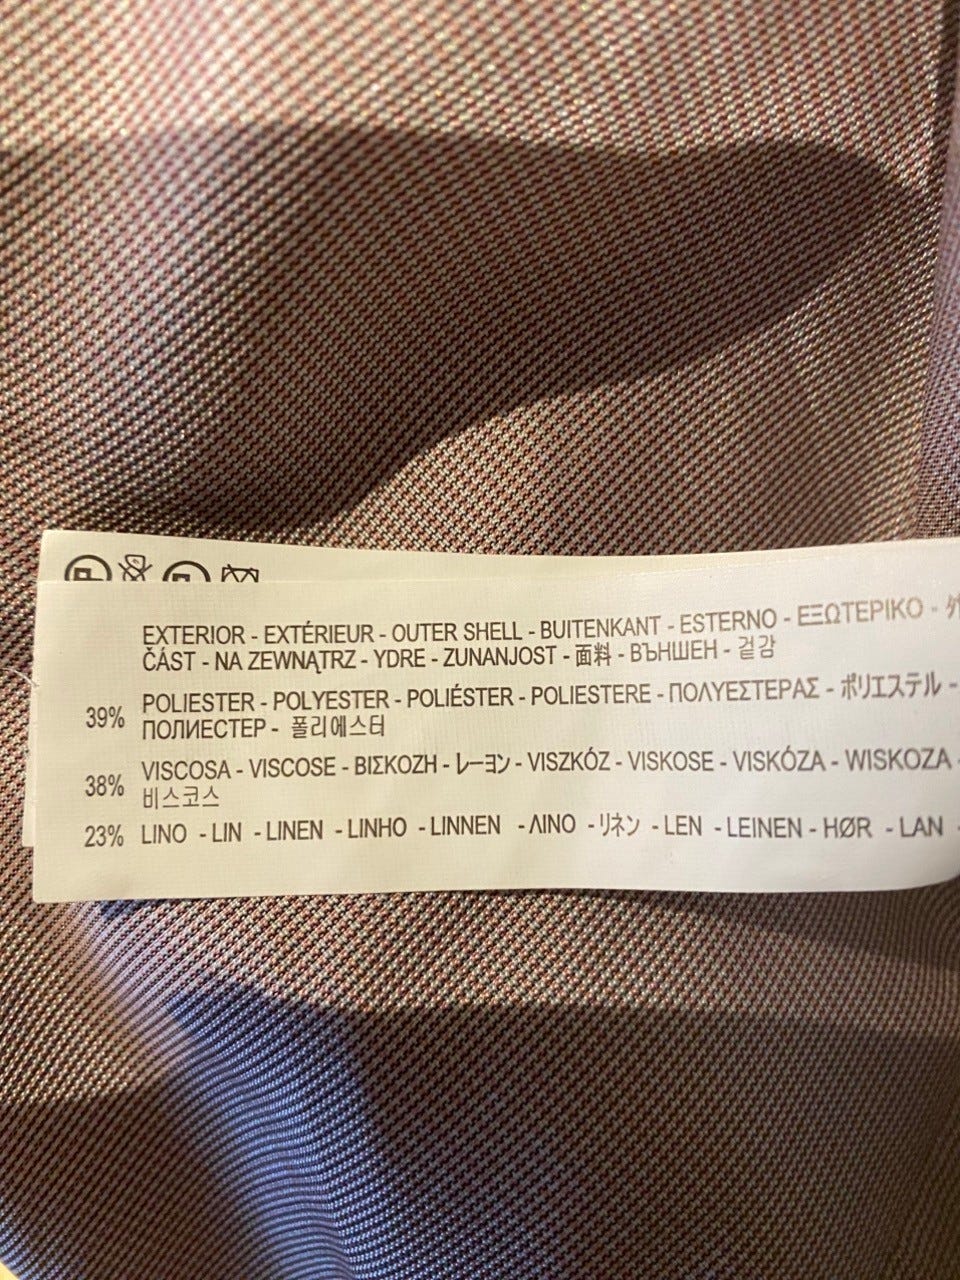 EXTERIOR - EXTÉRIEUR - OUTER SHELL - BUITENKANT - ESTERNO - ΕΞΩΤΕΡΙΚΟ -
ČÁST - NA ZEWNĄTRZ - YDRE - ZUNANJOST - 面料 - ВЪНШЕН - 겉감
39% POLIESTER - POLYESTER - POLIÉSTER - POLIESTERE - ΠΟΛΥΕΣΤΕΡΑΣ - ポリエステル -
ПОЛИЕСТЕР - 폴리에스터
38% VISCOSA - VISCOSE - ΒΙΣΚΟΖΗ - レーヨン - VISZKÓZ - VISKOSE - VISKÓZA - WISKOZA -
비스코스
23% LINO - LIN - LINEN - LINHO - LINNEN - ΛΙΝΟ - リネン - LEN - LEINEN - HØR - LAN -